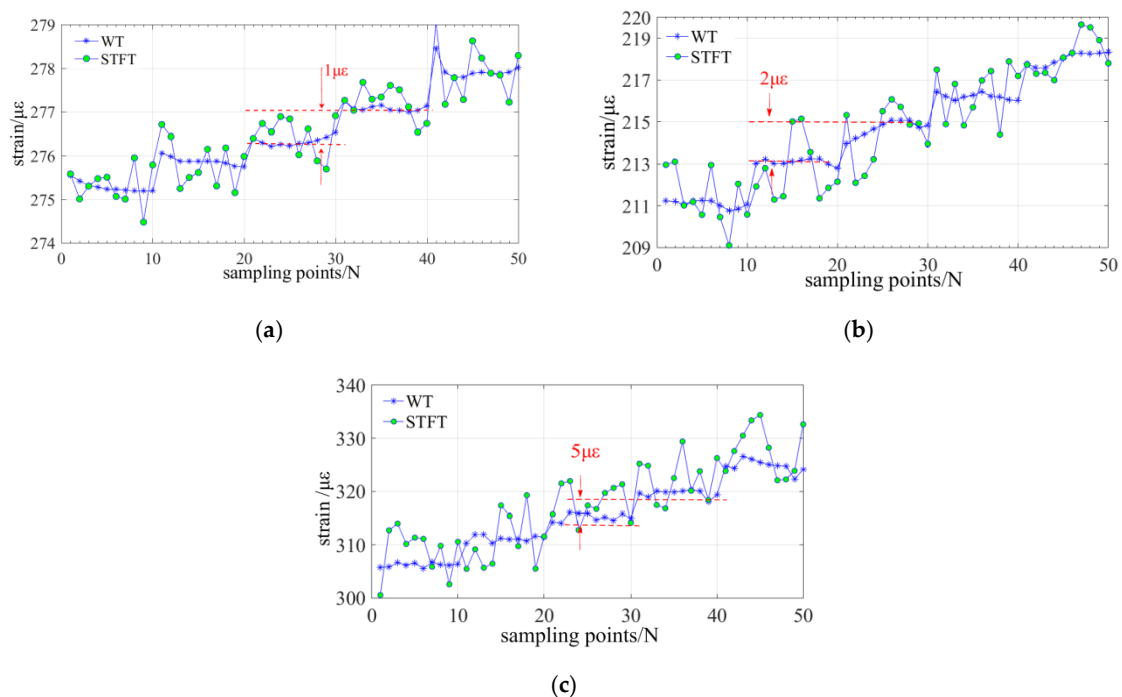 279
278
277
276
275
274
strain/με
WT
STFT
1με
0 10 20 30 40 50
sampling points/N
(a)
220
219
217
215
213
211
209
strain/με
WT
STFT
2με
0 10 20 30 40 50
sampling points/N
(b)
340
330
320
310
300
strain /με
WT
STFT
5με
0 10 20 30 40 50
sampling points/N
(c)